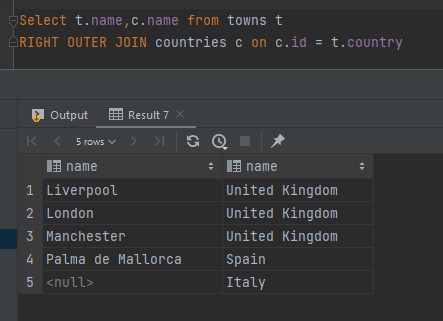 Select t.name,c.name from towns t
RIGHT OUTER JOIN countries c on c.id = t.country
Output Result 7
5 rows
name name
1 Liverpool United Kingdom
2 London United Kingdom
3 Manchester United Kingdom
4 Palma de Mallorca Spain
5 <null> Italy